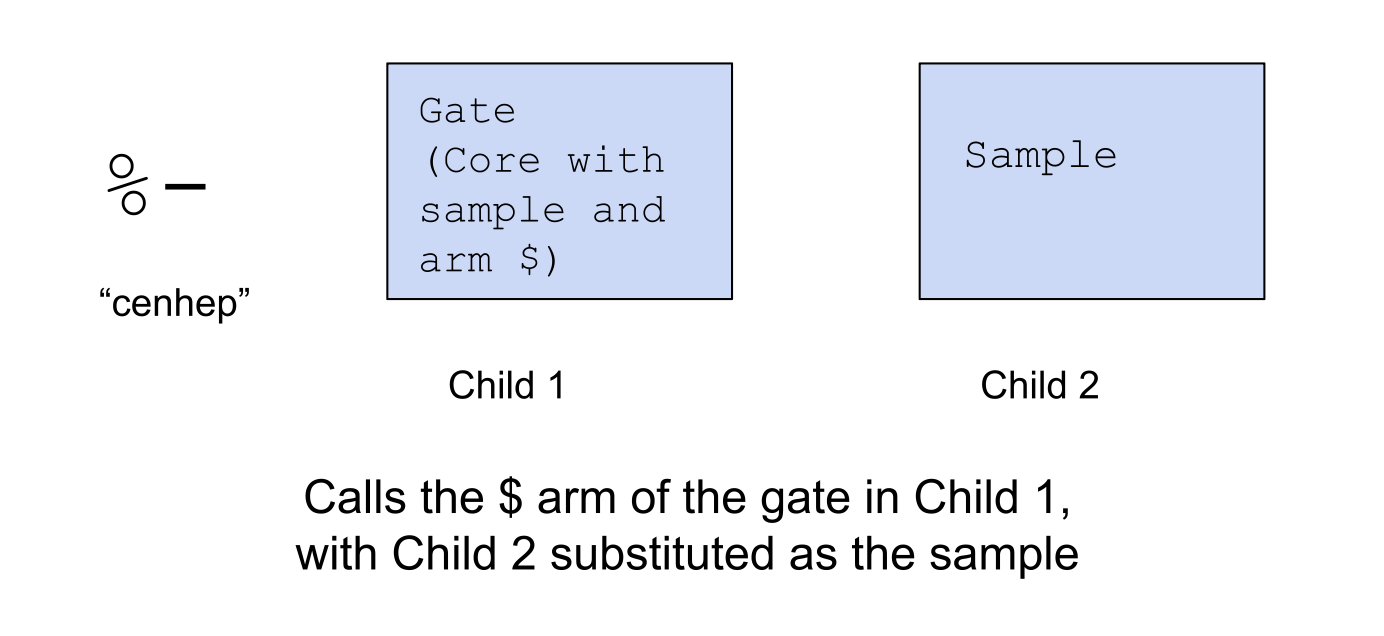 %-
“cenhep”
Gate
(Core with
sample and
arm $)
Child 1
Sample
Child 2
Calls the $ arm of the gate in Child 1,
with Child 2 substituted as the sample